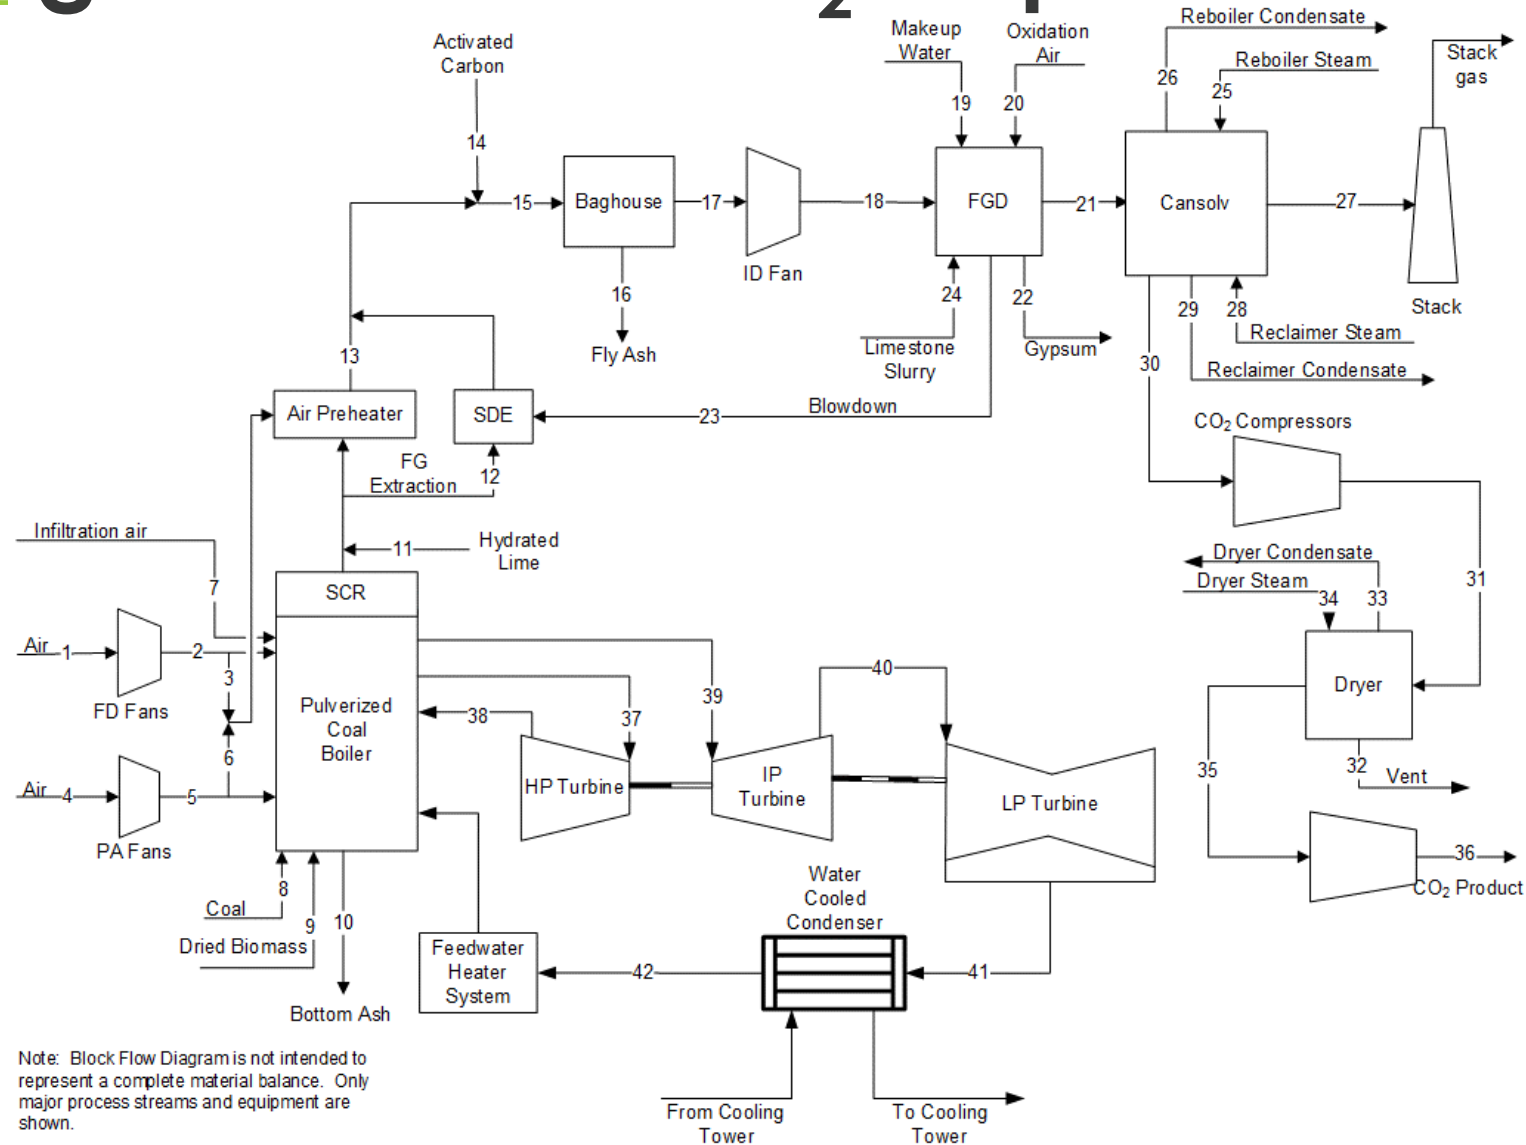 2
Activated
Carbon
14
Makeup
Water
Oxidation
Air
19
20
Reboiler Condensate
26
Reboiler Steam
25
Stack
gas
15
Baghouse
17
18
ID Fan
FGD
21
Cansolv
27
Stack
16
Fly Ash
24
Limestone
Slurry
22
Gypsum
29
28
Reclaimer Steam
30
Reclaimer Condensate
13
Air Preheater
SDE
23
Blowdown
CO2 Compressors
FG
Extraction
12
Infiltration air
11
Hydrated
Lime
7
SCR
Dryer Condensate
Dryer Steam
34
33
31
Air
1
2
3
FD Fans
Pulverized
Coal
Boiler
38
37
39
40
Dryer
35
32
Vent
6
Air
4
5
PA Fans
HP Turbine
IP
Turbine
LP Turbine
36
CO2 Product
8
Coal
9
Dried Biomass
10
Bottom Ash
Water
Cooled
Condenser
Feedwater
Heater
System
42
41
From Cooling
Tower
To Cooling
Tower
Note: Block Flow Diagram is not intended to
represent a complete material balance. Only
major process streams and equipment are
shown.